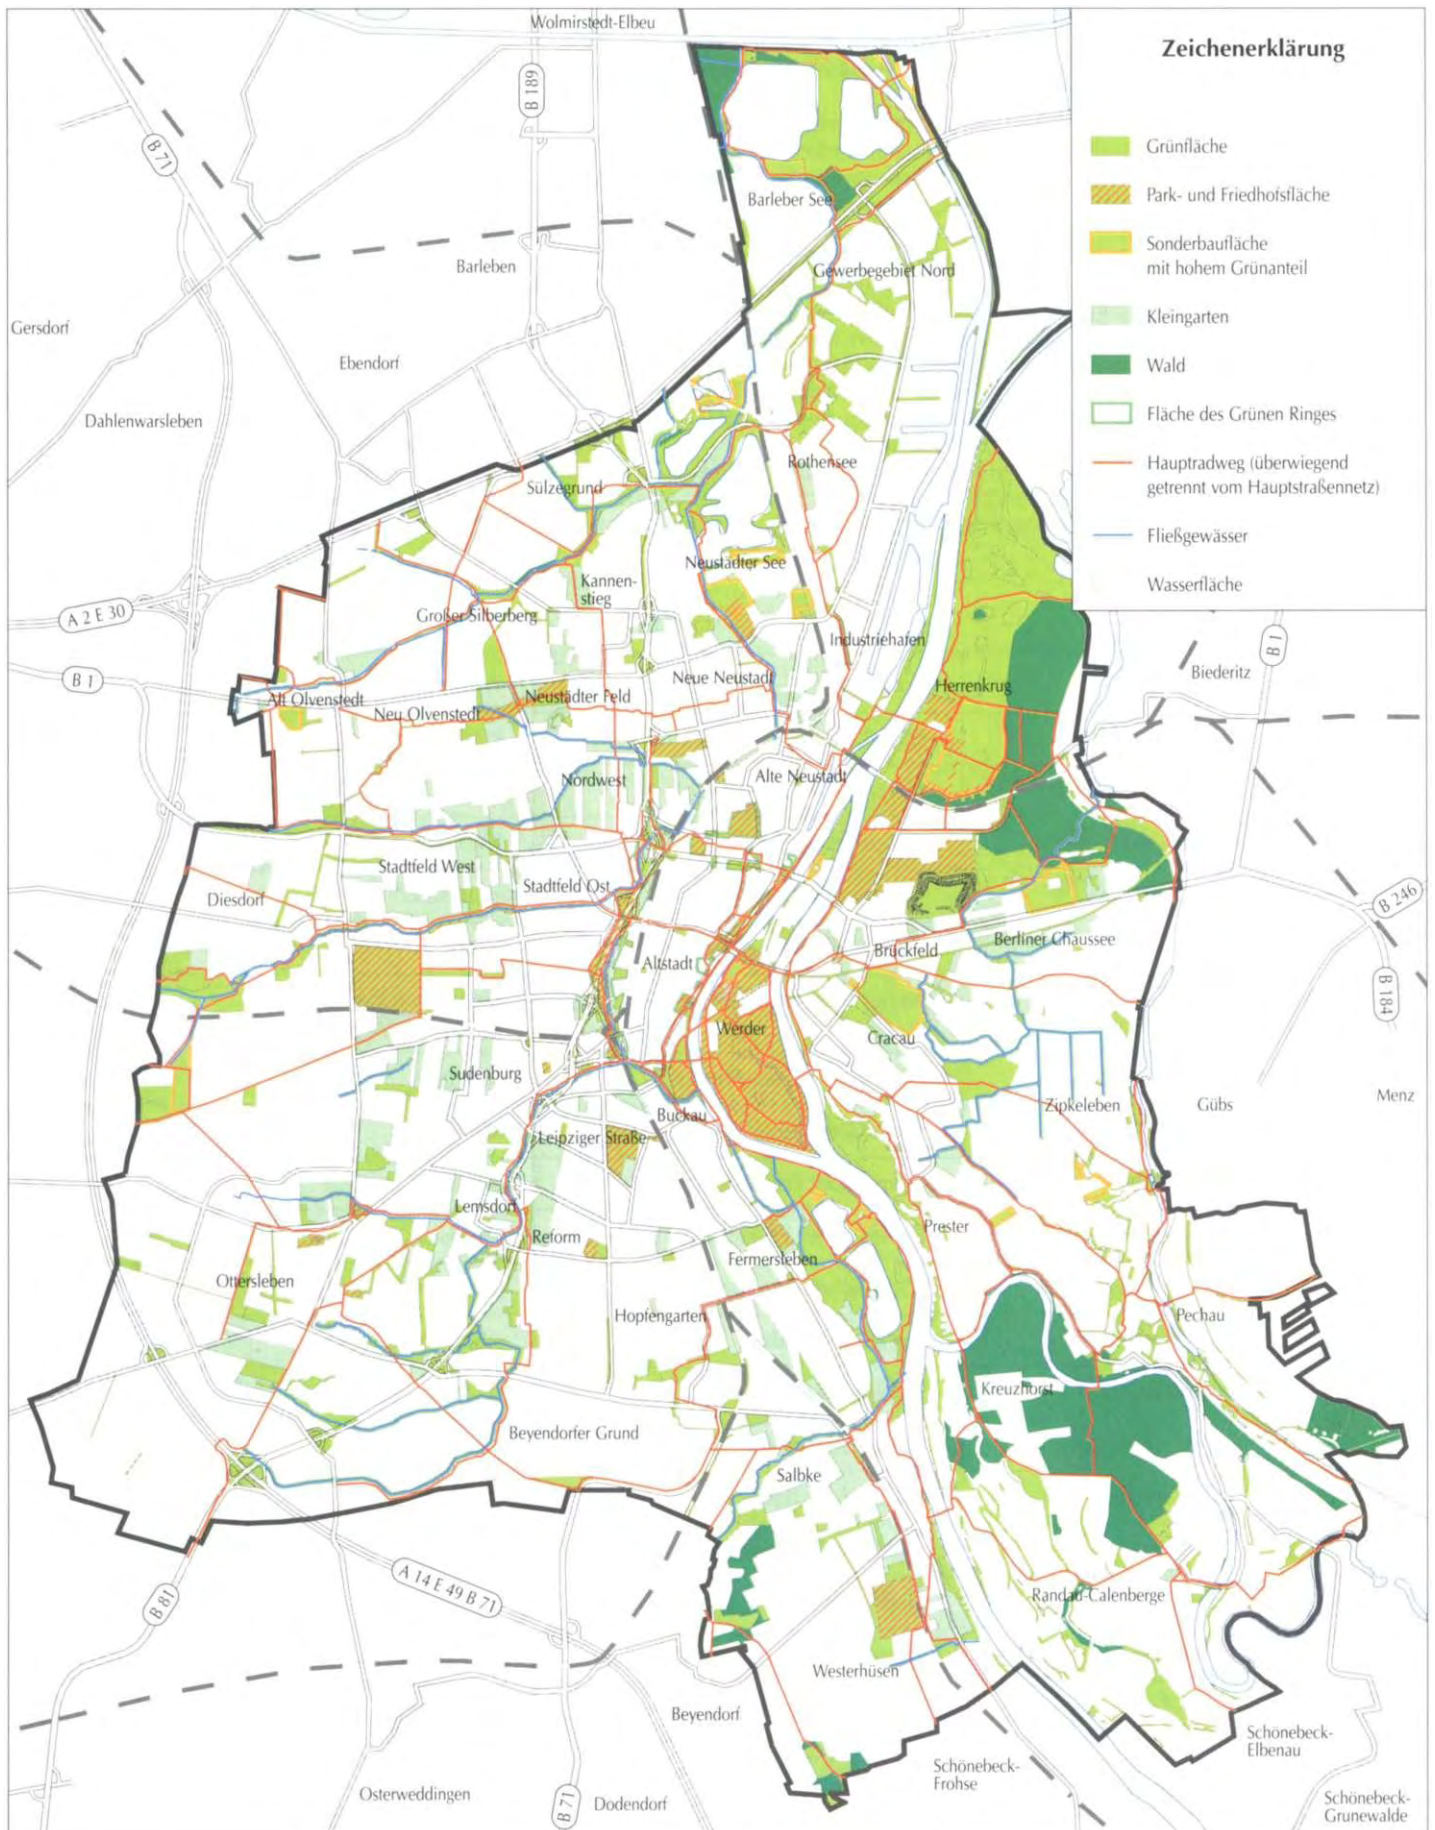 Wolmirstedt-Elbeu
Zeichenerklärung
B 189
B 71
Grünfläche
Park- und Friedhofsfläche
Barleber See
Sonderbaufläche
mit hohem Grünanteil
Barleben
Gewerbegebiet Nord
Kleingarten
Gersdorf
Ebendorf
Wald
Dahlenwarsleben
Fläche des Grünen Ringes
Rothensee
Hauptradweg (überwiegend
getrennt vom Hauptstraßennetz)
Sülzegrund
Fließgewässer
Neustädter See
Kannen-
stieg
Wasserfläche
A 2 E 30
Großer Silberberg
Industriehafen
B 1
B 1
Biederitz
Neue Neustadt
Herrenkrug
Alt Olvenstedt
Neustädter Feld
Neu Olvenstedt
Nordwest
Alte Neustadt
Stadtfeld West
Stadtfeld Ost
Diesdorf
B 246
Berliner Chaussee
Brückfeld
Altstadt
B 184
Werder
Cracau
Sudenburg
Zipkeleben
Gübs
Menz
Buckau
Leipziger Straße
Lemsdorf
Prester
Reform
Fermersleben
Ottersleben
Hopfengarten
Pechau
Kreuzhorst
Beyendorfer Grund
Salbke
A 14 E 49 B 71
B 81
Randau-Calenberge
Westerhüsen
Beyendorf
Schönebeck-
Elbenau
Schönebeck-
Frohse
Osterweddingen
B 71
Dodendorf
Schönebeck-
Grunewalde